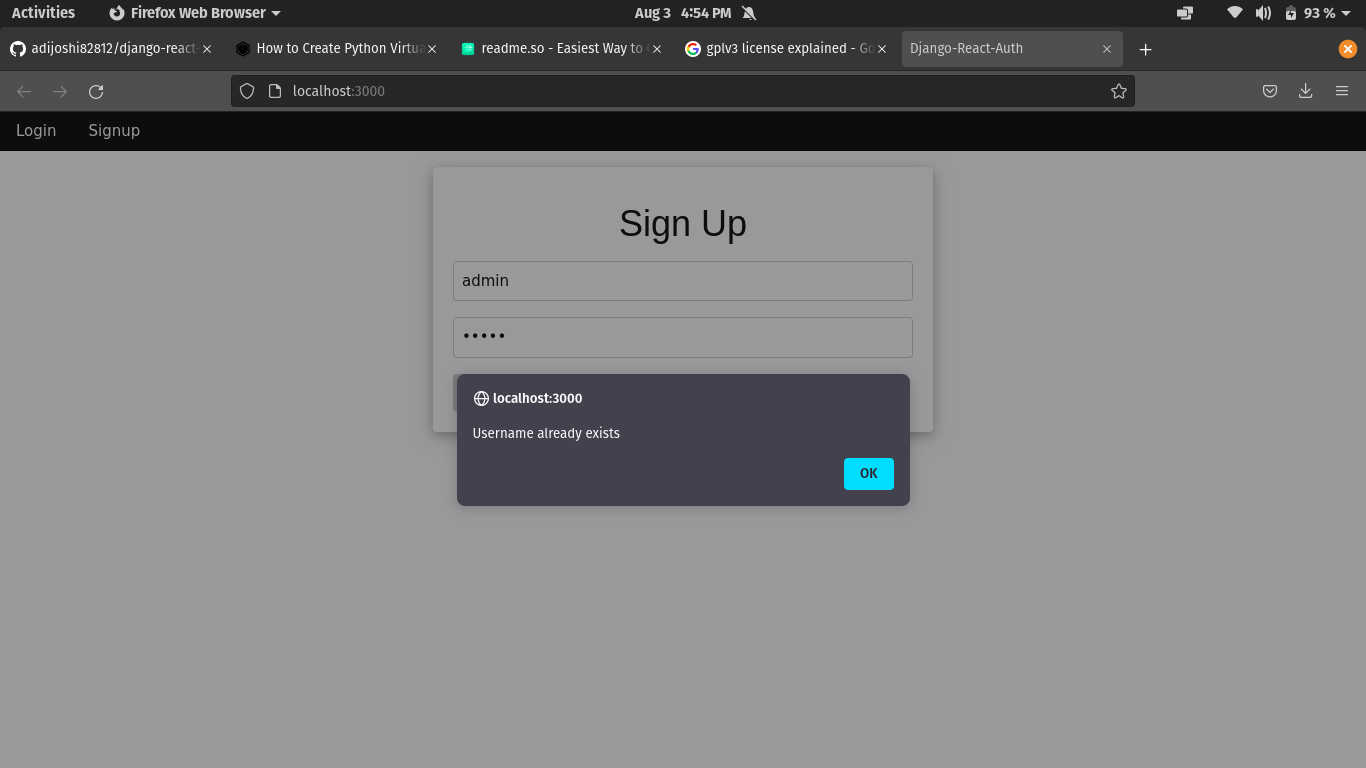 Activities Firefox Web Browser Aug 3 4:54 PM 93 %
adijoshi82812/django-react- How to Create Python Virtua readme.so - Easiest Way to gplv3 license explained - Go Django-React-Auth
localhost:3000
Login Signup
Sign Up
admin
•••••
localhost:3000
Username already exists
OK